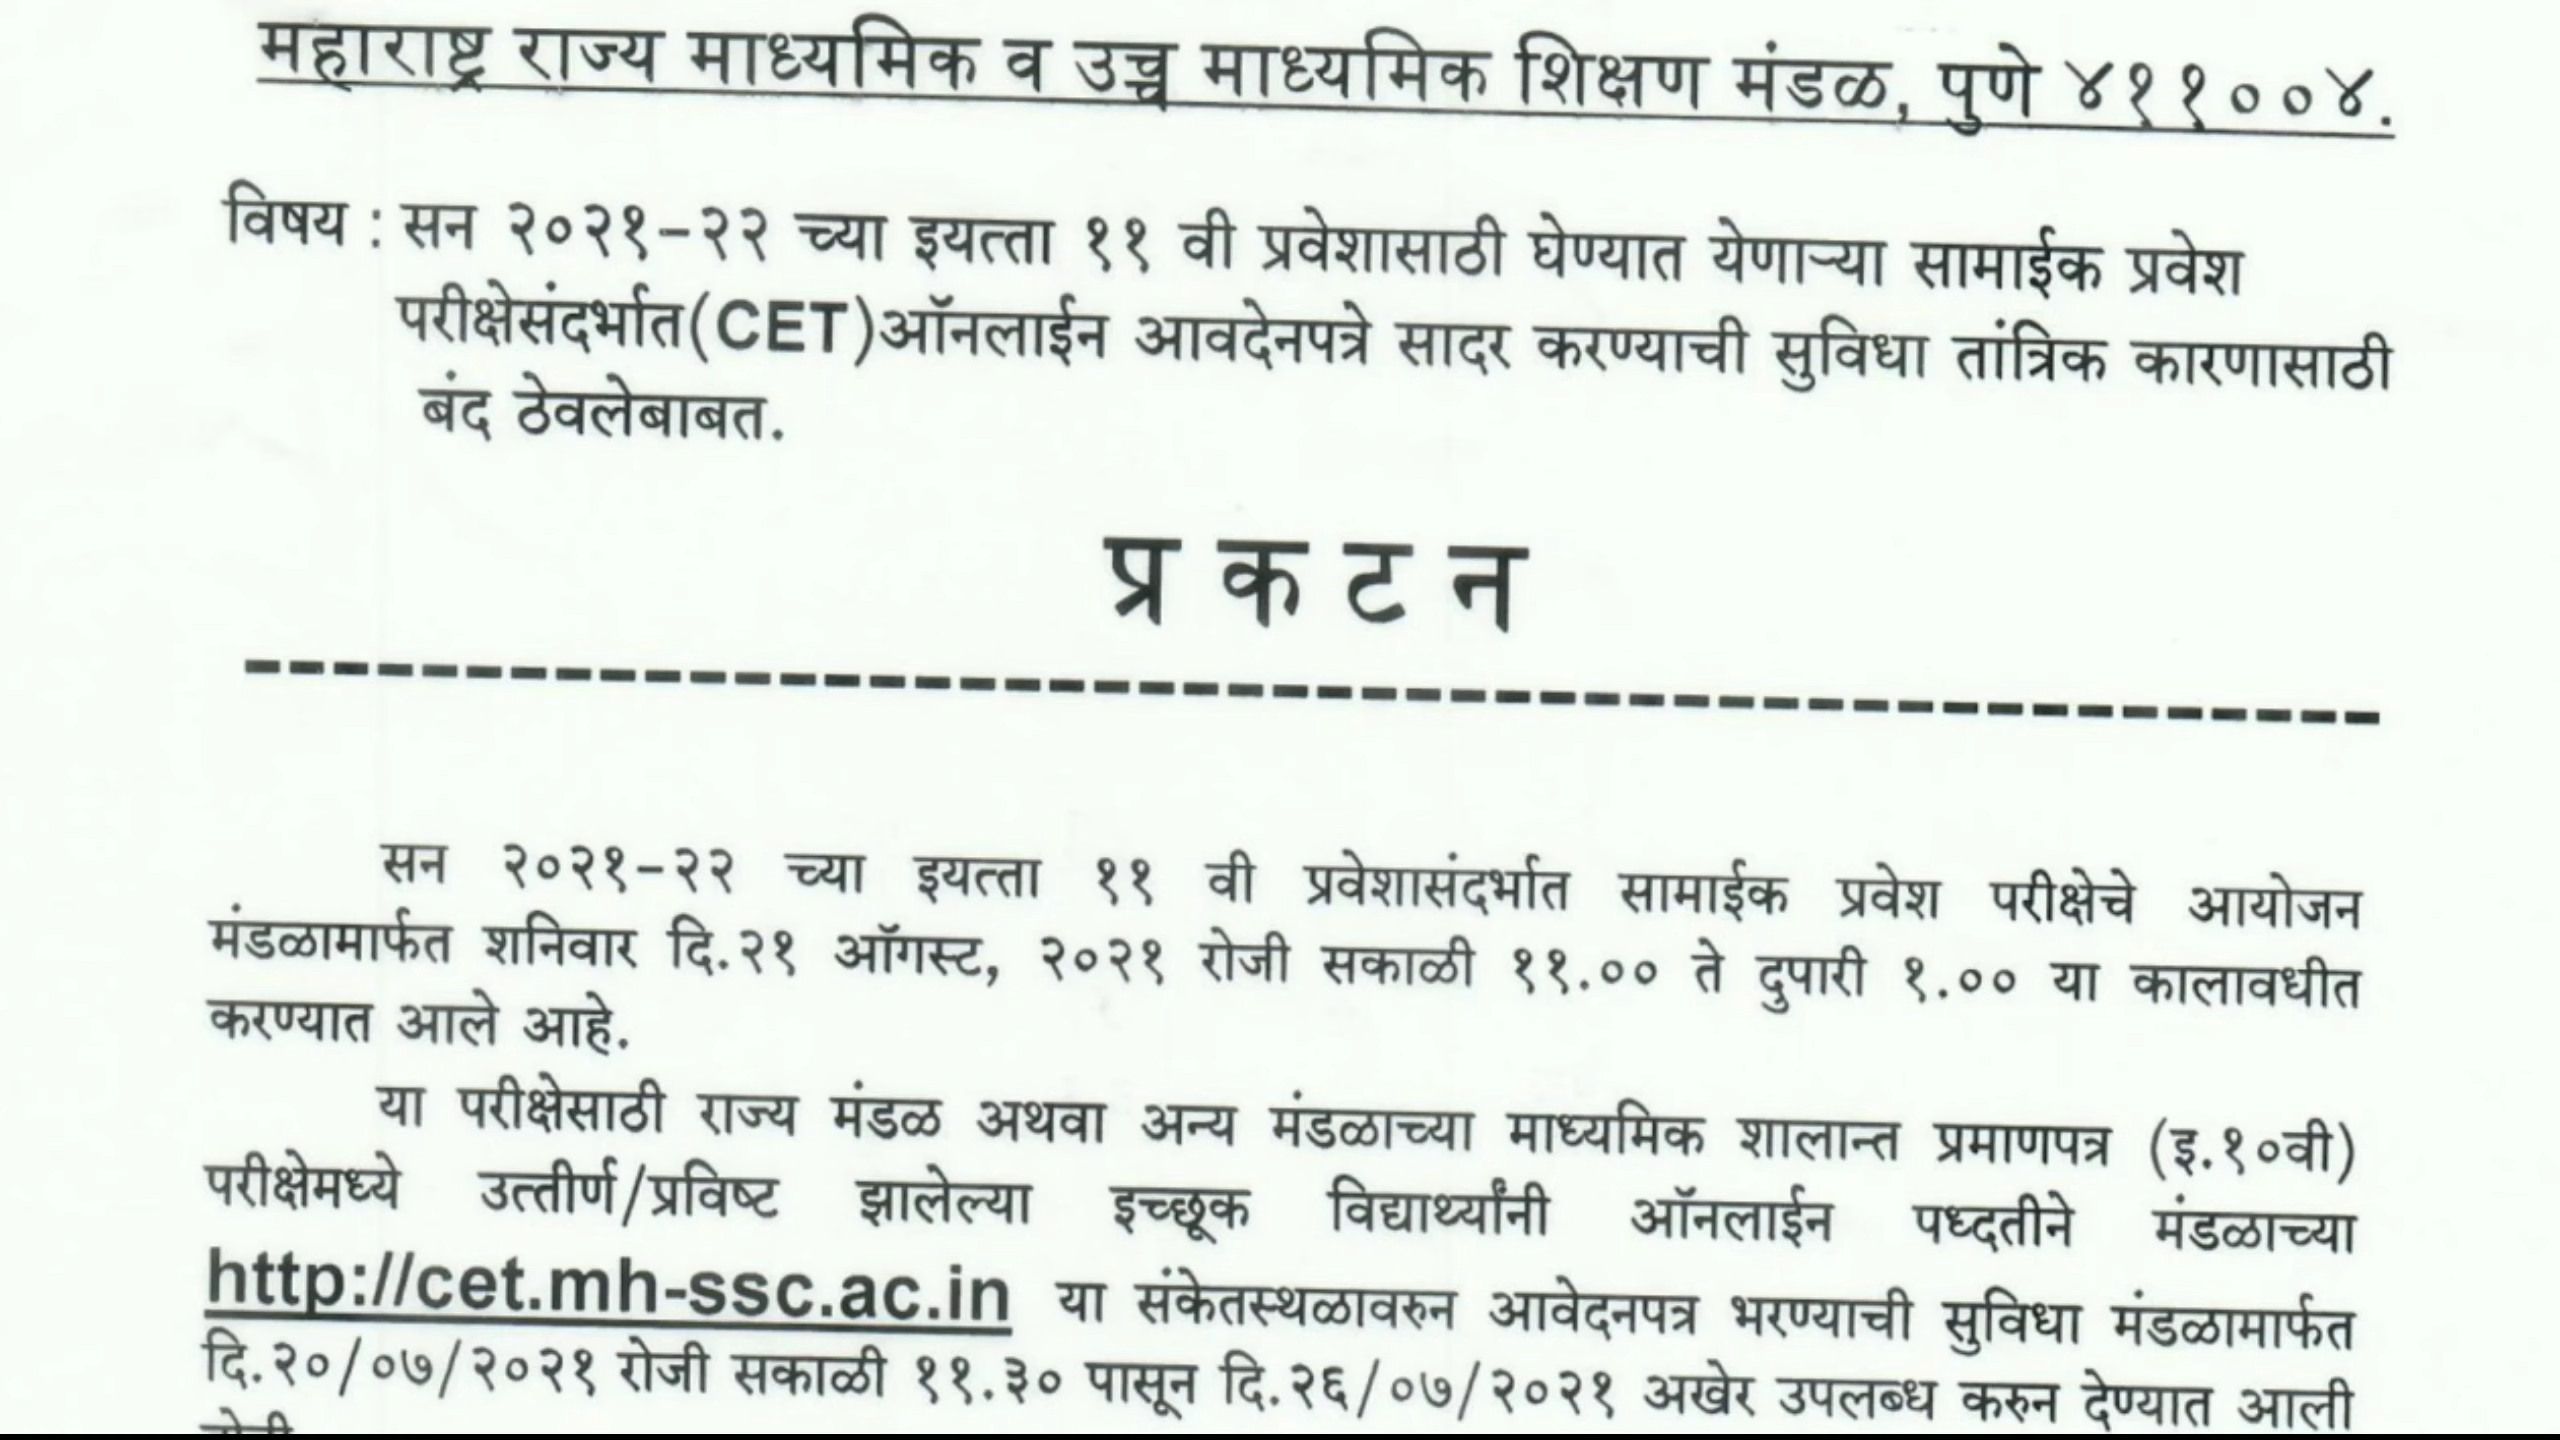 महाराष्ट्र राज्य माध्यमिक व उच्च माध्यमिक शिक्षण मंडळ, पुणे ४११००४.
विषय : सन २०२१-२२ च्या इयत्ता ११ वी प्रवेशासाठी घेण्यात येणाऱ्या सामाईक प्रवेश
परीक्षेसंदर्भात(CET)ऑनलाईन आवदेनपत्रे सादर करण्याची सुविधा तांत्रिक कारणासाठी
बंद ठेवलेबाबत.
प्र क ट न
सन २०२१-२२ च्या इयत्ता ११ वी प्रवेशासंदर्भात सामाईक प्रवेश परीक्षेचे आयोजन
मंडळामार्फत शनिवार दि.२१ ऑगस्ट, २०२१ रोजी सकाळी ११.०० ते दुपारी १.०० या कालावधीत
करण्यात आले आहे.
या परीक्षेसाठी राज्य मंडळ अथवा अन्य मंडळाच्या माध्यमिक शालान्त प्रमाणपत्र (इ.१०वी)
परीक्षेमध्ये उत्तीर्ण/प्रविष्ट झालेल्या इच्छूक विद्यार्थ्यांनी ऑनलाईन पध्दतीने मंडळाच्या
http://cet.mh-ssc.ac.in या संकेतस्थळावरुन आवेदनपत्र भरण्याची सुविधा मंडळामार्फत
दि.२०/०७/२०२१ रोजी सकाळी ११.३० पासून दि.२६/०७/२०२१ अखेर उपलब्ध करुन देण्यात आली